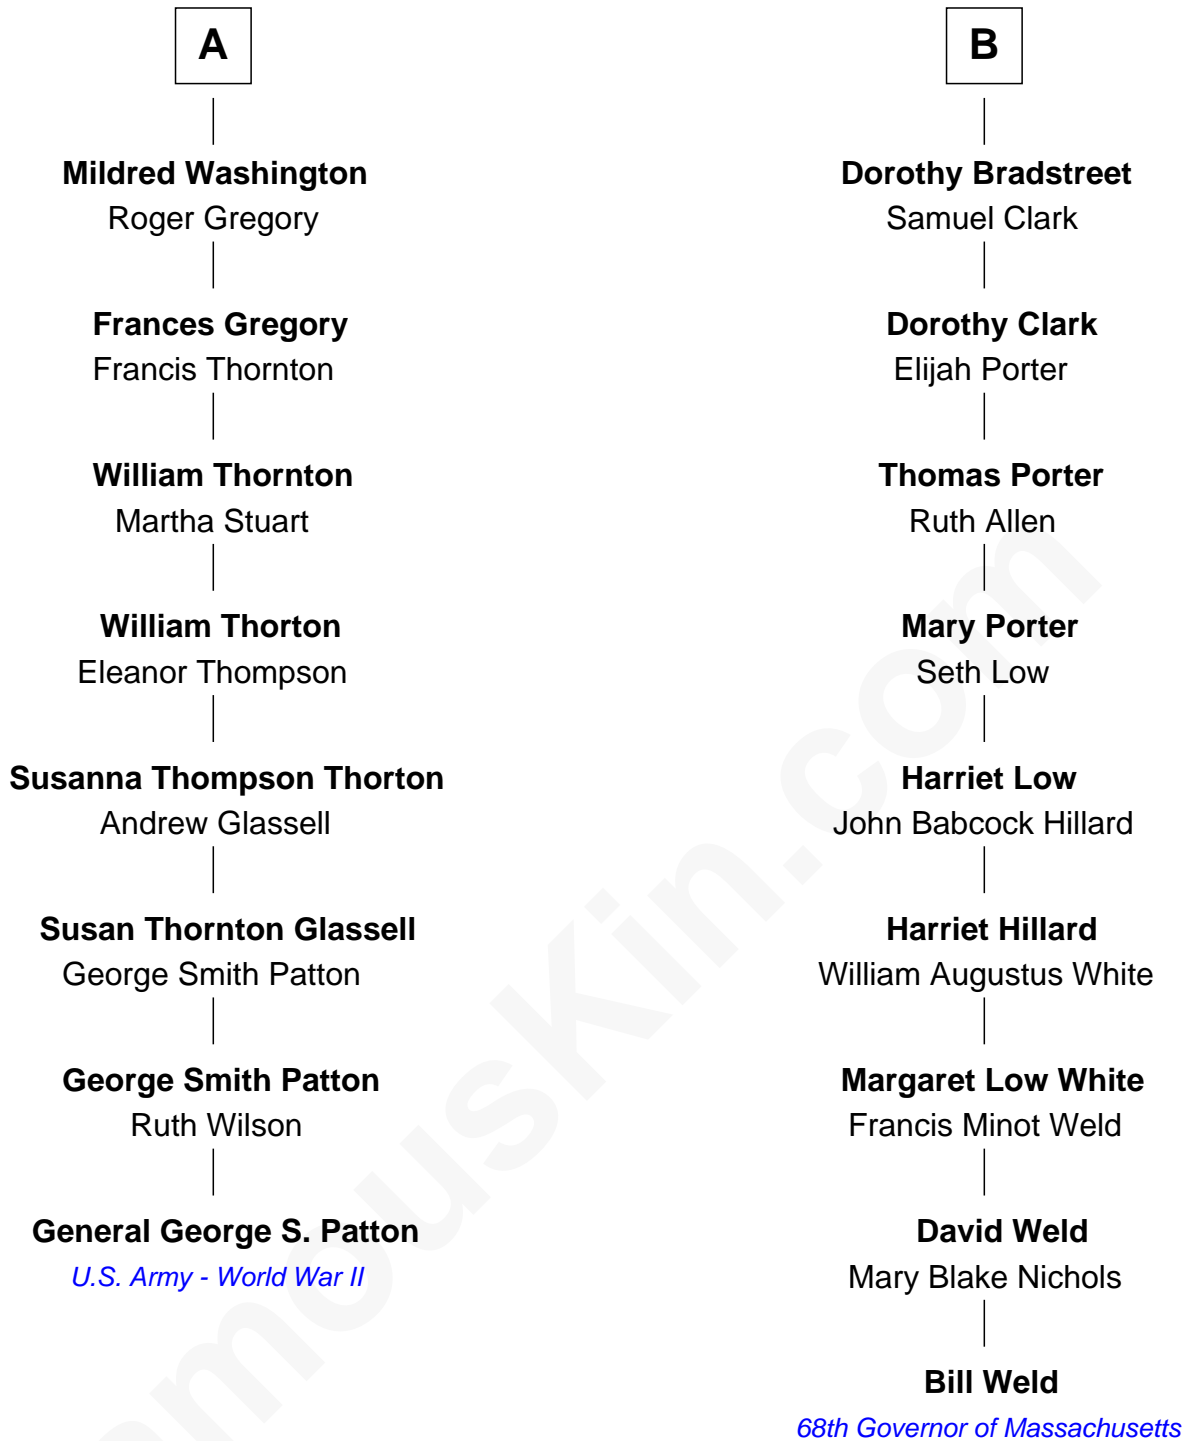 A
Mildred Washington
Roger Gregory
Frances Gregory
Francis Thornton
William Thornton
Martha Stuart
William Thorton
Eleanor Thompson
Susanna Thompson Thorton
Andrew Glassell
Susan Thornton Glassell
George Smith Patton
George Smith Patton
Ruth Wilson
General George S. Patton
U.S. Army - World War II
B
Dorothy Bradstreet
Samuel Clark
Dorothy Clark
Elijah Porter
Thomas Porter
Ruth Allen
Mary Porter
Seth Low
Harriet Low
John Babcock Hillard
Harriet Hillard
William Augustus White
Margaret Low White
Francis Minot Weld
David Weld
Mary Blake Nichols
Bill Weld
68th Governor of Massachusetts
amouskin.com